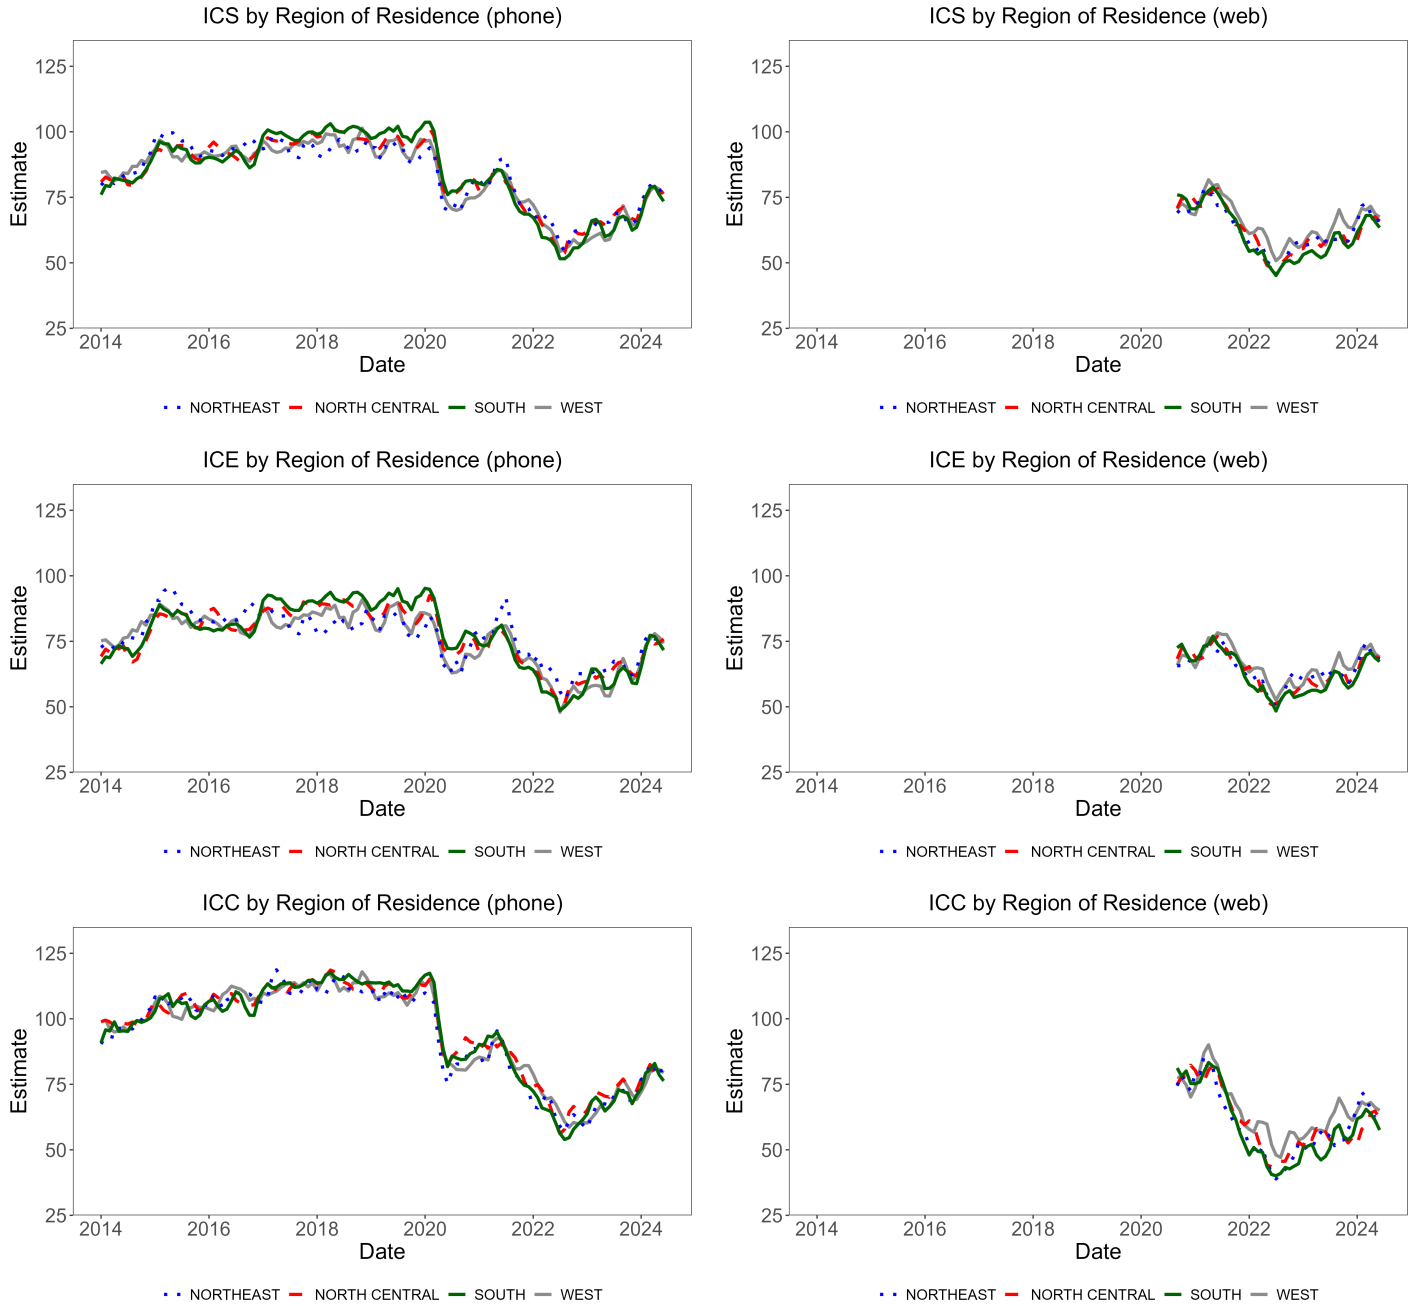 ICS by Region of Residence (phone)
125
100
75
50
25
Estimate
2014 2016 2018 2020 2022 2024
Date
NORTHEAST NORTH CENTRAL SOUTH WEST
ICS by Region of Residence (web)
125
100
75
50
25
Estimate
2014 2016 2018 2020 2022 2024
Date
NORTHEAST NORTH CENTRAL SOUTH WEST
ICE by Region of Residence (phone)
125
100
75
50
25
Estimate
2014 2016 2018 2020 2022 2024
Date
NORTHEAST NORTH CENTRAL SOUTH WEST
ICE by Region of Residence (web)
125
100
75
50
25
Estimate
2014 2016 2018 2020 2022 2024
Date
NORTHEAST NORTH CENTRAL SOUTH WEST
ICC by Region of Residence (phone)
125
100
75
50
25
Estimate
2014 2016 2018 2020 2022 2024
Date
NORTHEAST NORTH CENTRAL SOUTH WEST
ICC by Region of Residence (web)
125
100
75
50
25
Estimate
2014 2016 2018 2020 2022 2024
Date
NORTHEAST NORTH CENTRAL SOUTH WEST